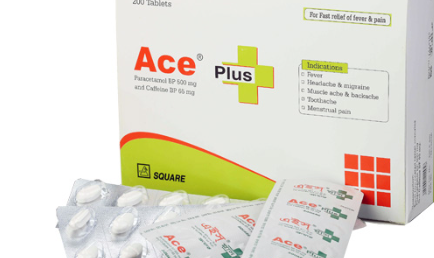 200 Tablets
For Fast relief of fever & pain
Ace®
Plus
Paracetamol BP 500 mg
and Caffeine BP 65 mg
Indications
Fever
Headache & migraine
Muscle ache & backache
Toothache
Menstrual pain
SQUARE
Ace
Ace